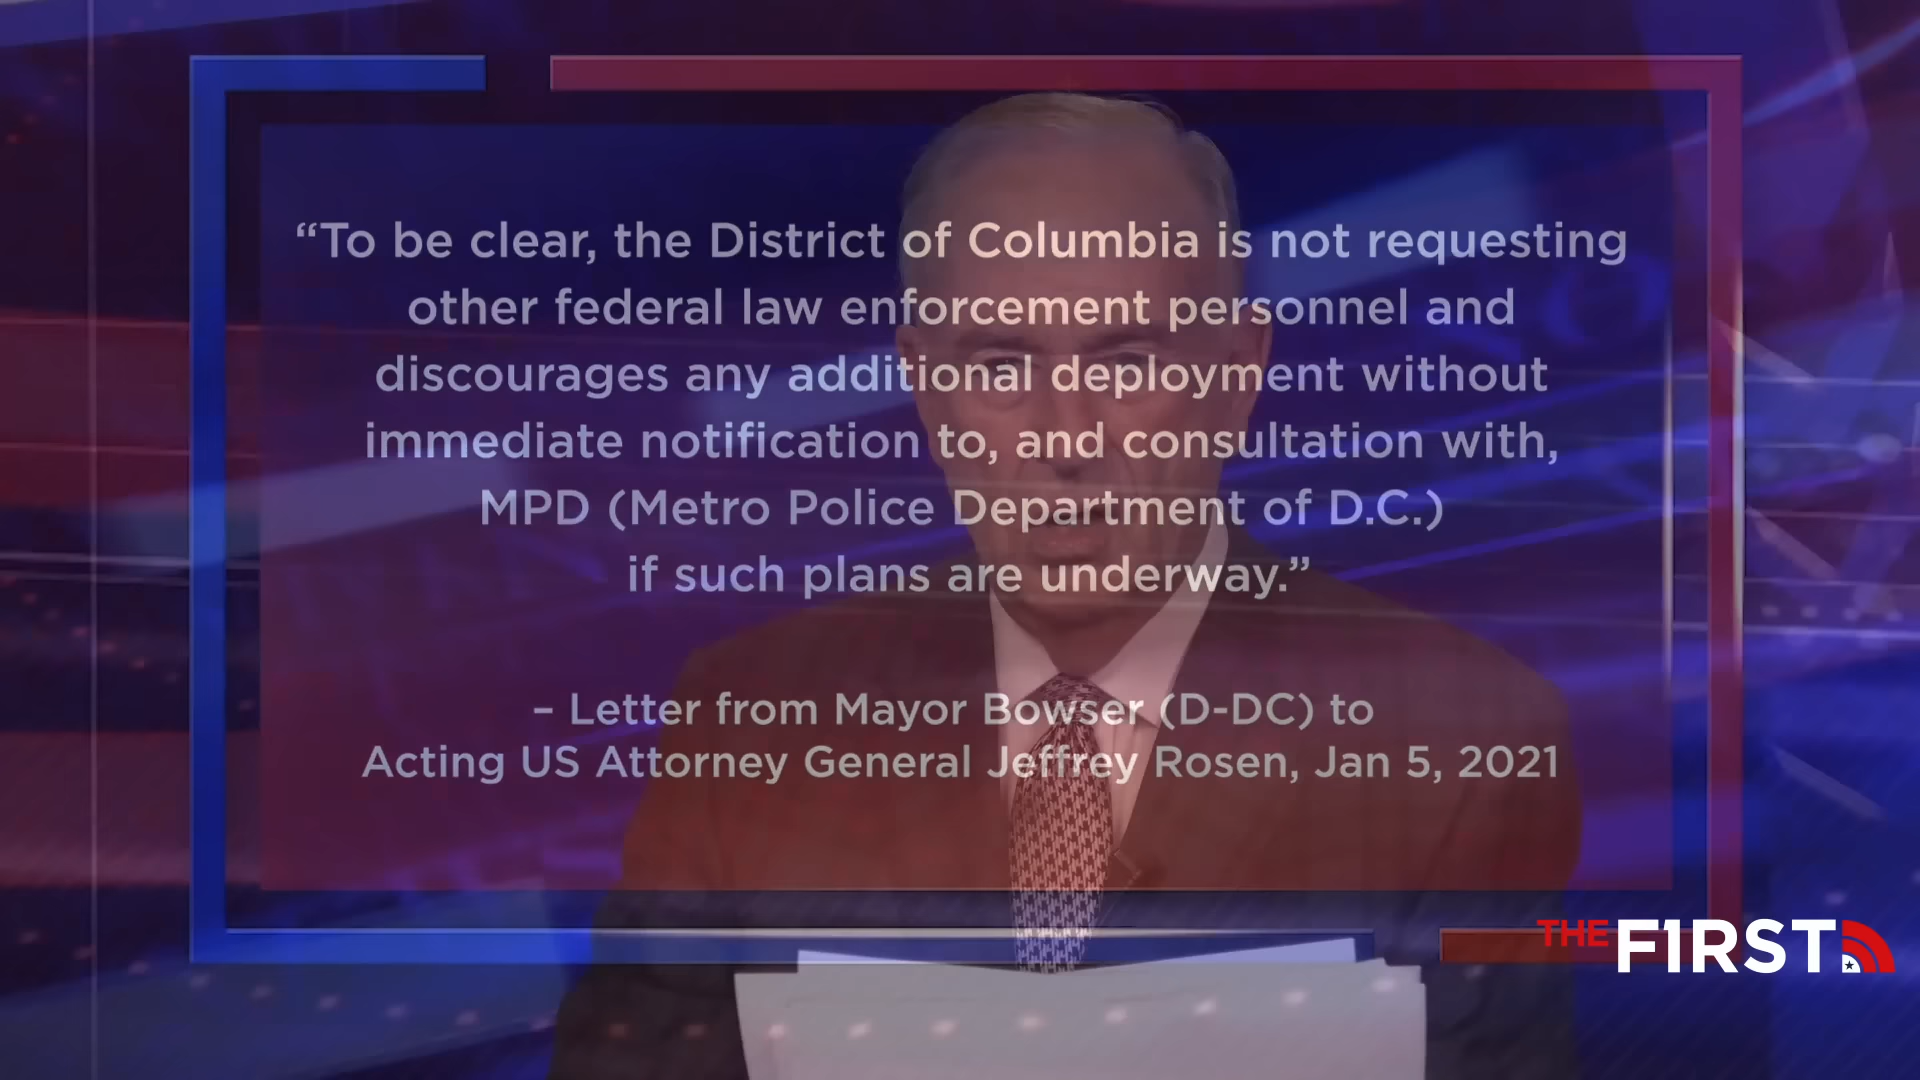 “To be clear, the District of Columbia is not requesting
other federal law enforcement personnel and
discourages any additional deployment without
immediate notification to, and consultation with,
MPD (Metro Police Department of D.C.)
if such plans are underway.”
– Letter from Mayor Bowser (D-DC) to
Acting US Attorney General Jeffrey Rosen, Jan 5, 2021
THE FIRST